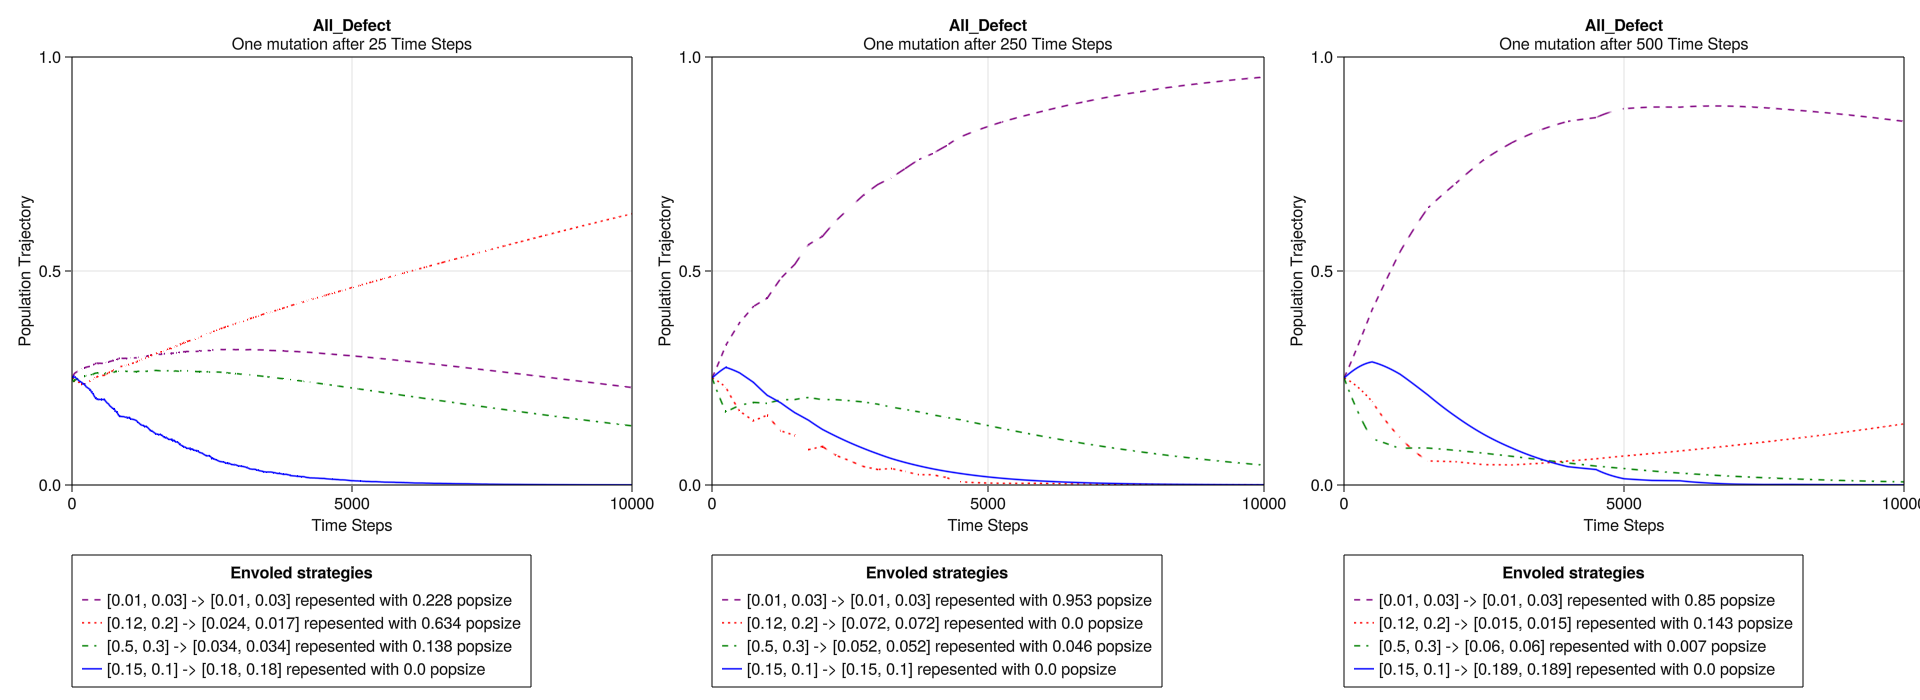 All_Defect
One mutation after 25 Time Steps
1.0
0.5
0.0
Population Trajectory
0
5000
10000
Time Steps
Envoled strategies
[0.01, 0.03] -> [0.01, 0.03] repesented with 0.228 popsize
[0.12, 0.2] -> [0.024, 0.017] repesented with 0.634 popsize
[0.5, 0.3] -> [0.034, 0.034] repesented with 0.138 popsize
[0.15, 0.1] -> [0.18, 0.18] repesented with 0.0 popsize
All_Defect
One mutation after 250 Time Steps
1.0
0.5
0.0
Population Trajectory
0
5000
10000
Time Steps
Envoled strategies
[0.01, 0.03] -> [0.01, 0.03] repesented with 0.953 popsize
[0.12, 0.2] -> [0.072, 0.072] repesented with 0.0 popsize
[0.5, 0.3] -> [0.052, 0.052] repesented with 0.046 popsize
[0.15, 0.1] -> [0.15, 0.1] repesented with 0.0 popsize
All_Defect
One mutation after 500 Time Steps
1.0
0.5
0.0
Population Trajectory
0
5000
10000
Time Steps
Envoled strategies
[0.01, 0.03] -> [0.01, 0.03] repesented with 0.85 popsize
[0.12, 0.2] -> [0.015, 0.015] repesented with 0.143 popsize
[0.5, 0.3] -> [0.06, 0.06] repesented with 0.007 popsize
[0.15, 0.1] -> [0.189, 0.189] repesented with 0.0 popsize